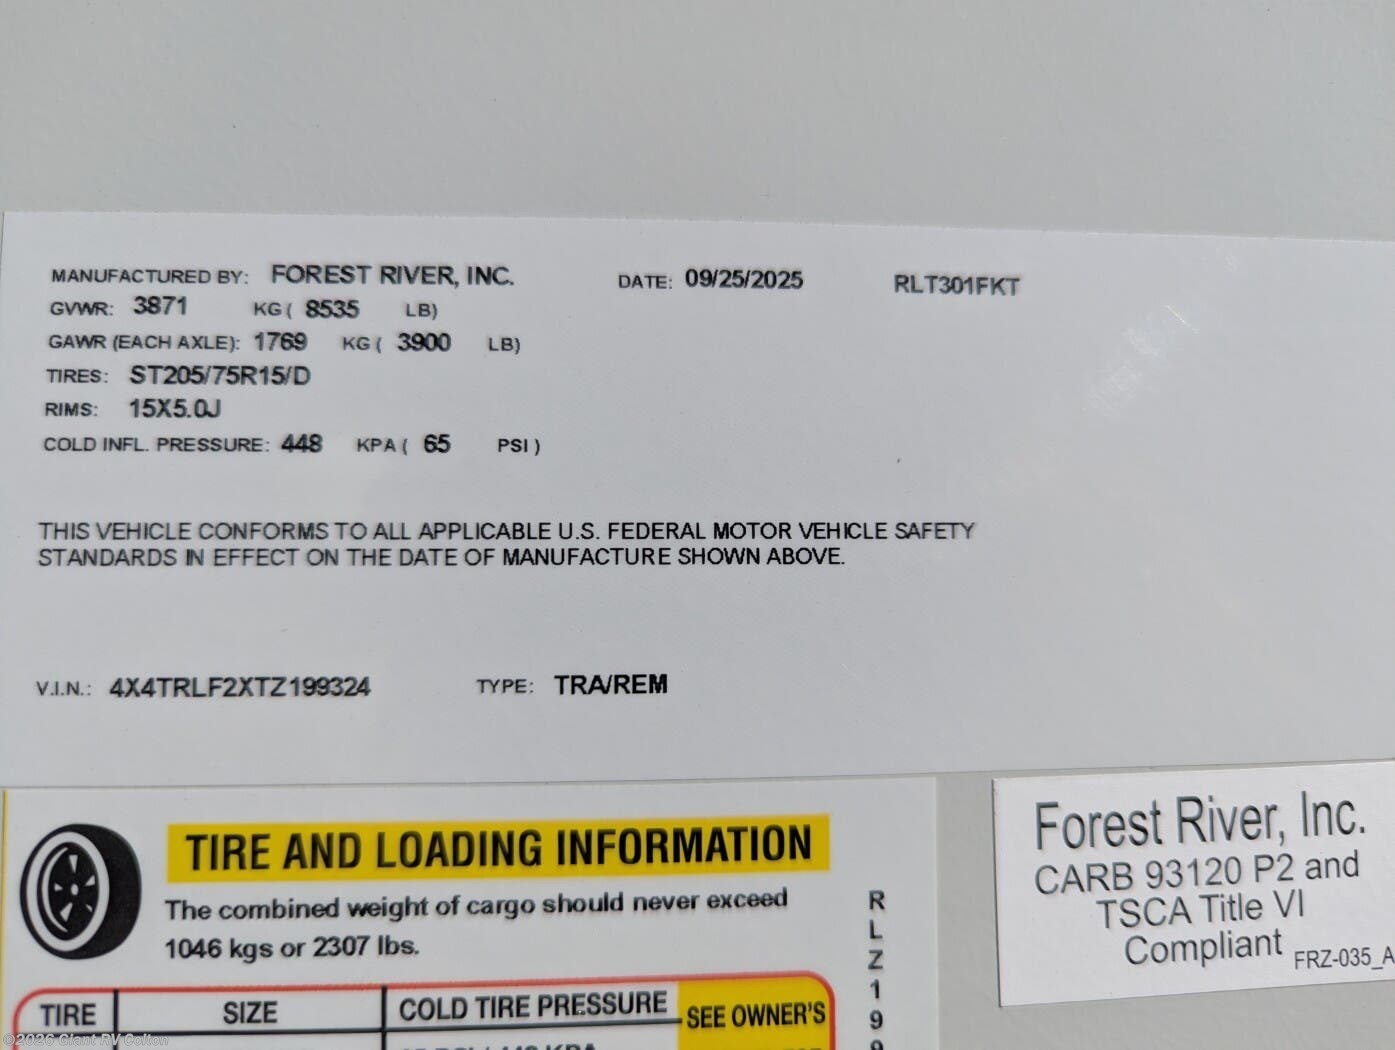 MANUFACTURED BY: FOREST RIVER, INC. DATE: 09/25/2025 RLT301FKT
GVWR: 3871 KG ( 8535 LB)
GAWR (EACH AXLE): 1769 KG ( 3900 LB)
TIRES: ST205/75R15/D
RIMS: 15X5.0J
COLD INFL. PRESSURE: 448 KPA ( 65 PSI )
THIS VEHICLE CONFORMS TO ALL APPLICABLE U.S. FEDERAL MOTOR VEHICLE SAFETY
STANDARDS IN EFFECT ON THE DATE OF MANUFACTURE SHOWN ABOVE.
V.I.N.: 4X4TRLF2XTZ199324 TYPE: TRA/REM
TIRE AND LOADING INFORMATION
The combined weight of cargo should never exceed
1046 kgs or 2307 lbs.
TIRE SIZE COLD TIRE PRESSURE SEE OWNER'S
RLZ199
Forest River, Inc.
CARB 93120 P2 and
TSCA Title VI
Compliant FRZ-035_A
©2026 Giant RV Colton